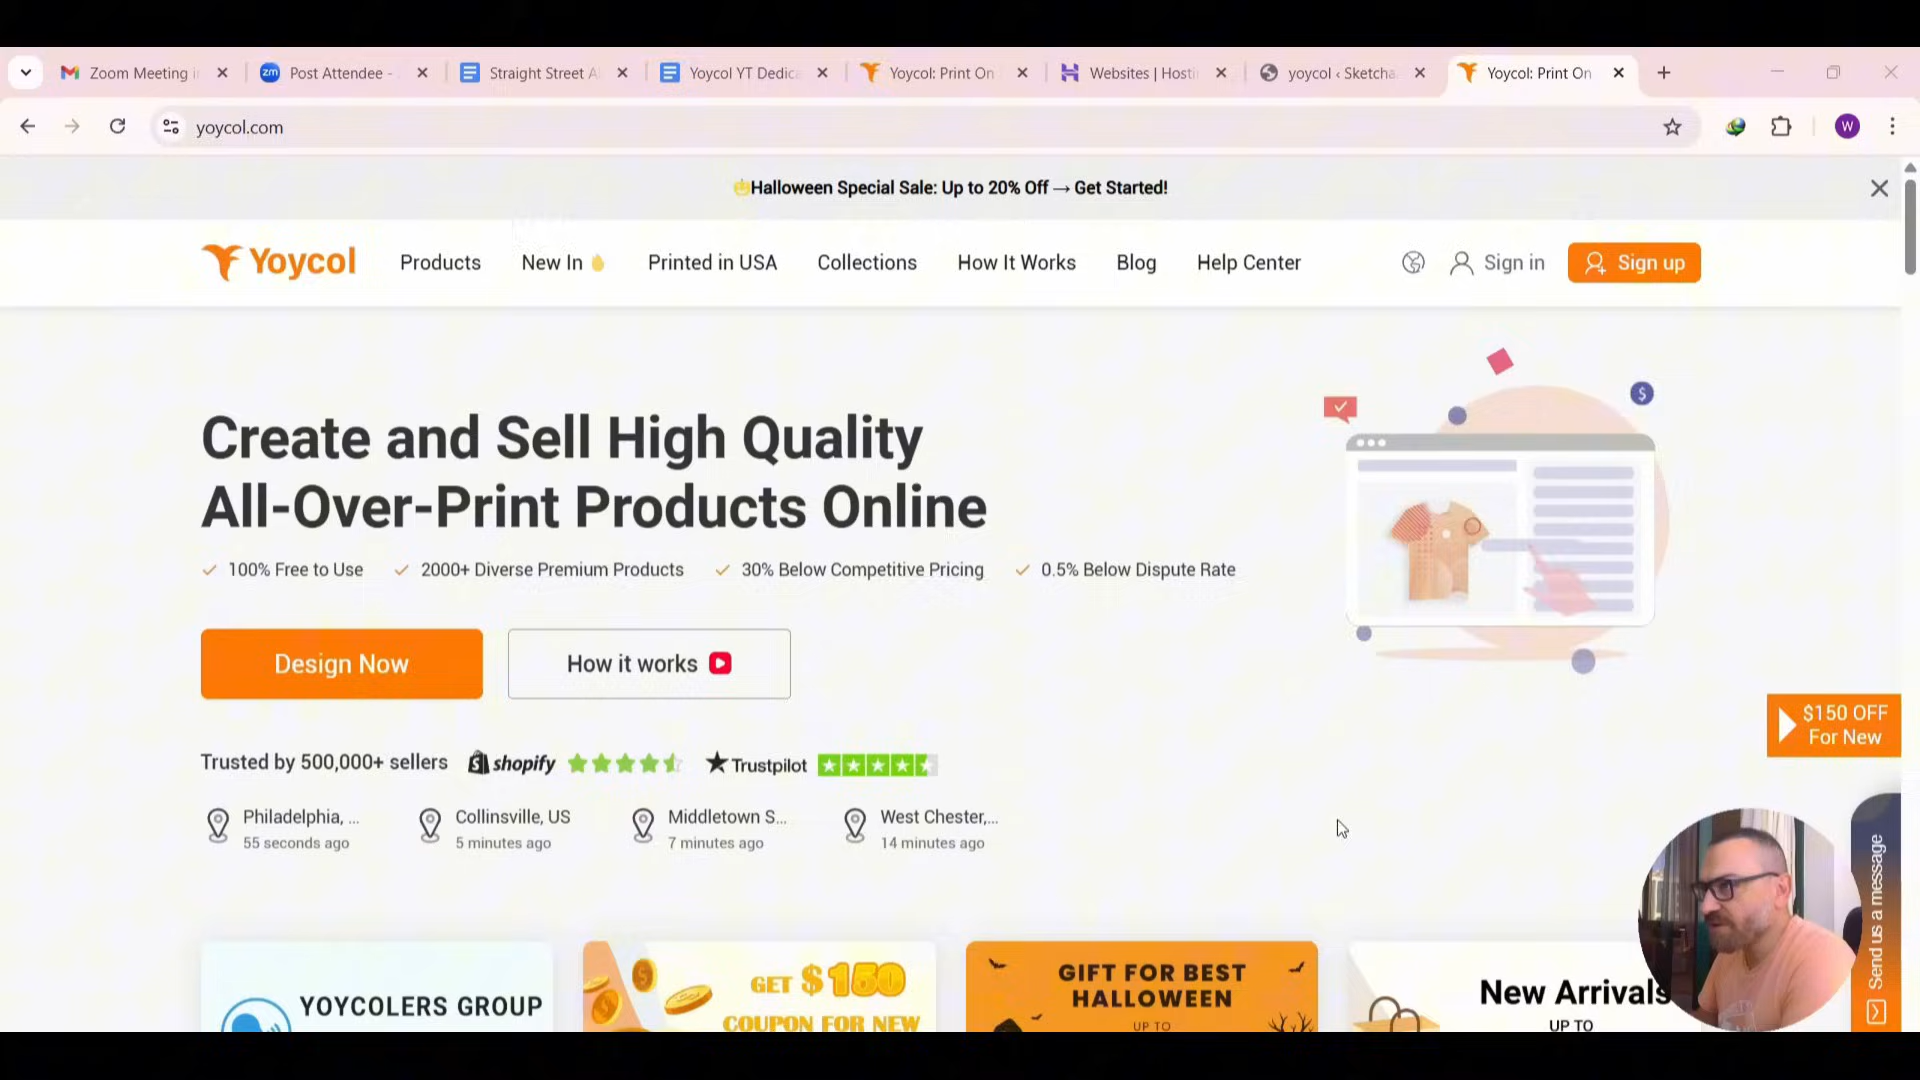 Zoom Meeting i
Post Attendee -
Straight Street A
Yoycol YT Dedica
Yoycol: Print On
Websites | Hosti
yoycol ‹ Sketcha
Yoycol: Print On
yoycol.com
W
Halloween Special Sale: Up to 20% Off → Get Started!
Yoycol
Products
New In
Printed in USA
Collections
How It Works
Blog
Help Center
Sign in
Sign up
Create and Sell High Quality
All-Over-Print Products Online
100% Free to Use
2000+ Diverse Premium Products
30% Below Competitive Pricing
0.5% Below Dispute Rate
Design Now
How it works
$150 OFF
For New
Trusted by 500,000+ sellers
shopify
Trustpilot
Philadelphia, ...
55 seconds ago
Collinsville, US
5 minutes ago
Middletown S...
7 minutes ago
West Chester,...
14 minutes ago
Send us a message
YOYCOLERS GROUP
GET $150
COUPON FOR NEW
GIFT FOR BEST
HALLOWEEN
UP TO
New Arrivals
UP TO